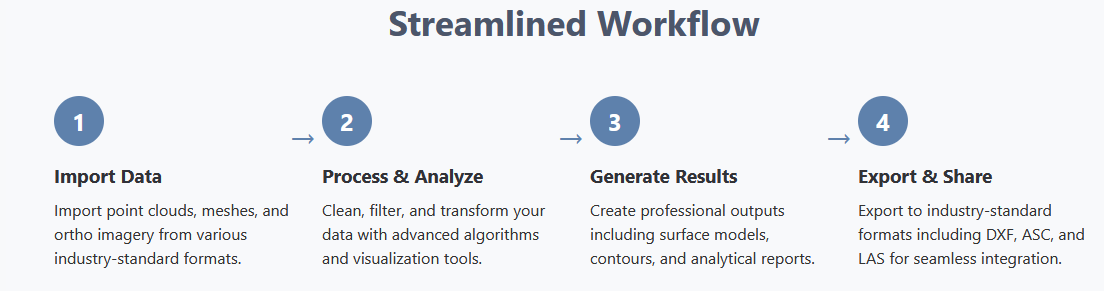 Streamlined Workflow
1
→
2
→
3
→
4
Import Data
Import point clouds, meshes, and
ortho imagery from various
industry-standard formats.
Process & Analyze
Clean, filter, and transform your
data with advanced algorithms
and visualization tools.
Generate Results
Create professional outputs
including surface models,
contours, and analytical reports.
Export & Share
Export to industry-standard
formats including DXF, ASC, and
LAS for seamless integration.